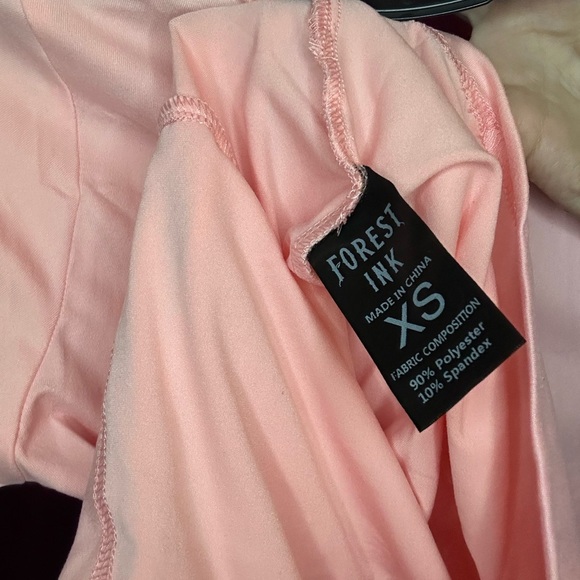 FOREST
INK
MADE IN CHINA
XS
FABRIC COMPOSITION
90% Polyester
10% Spandex